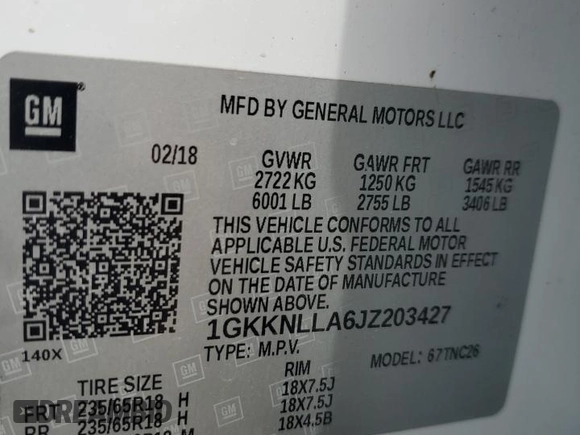 GM
MFD BY GENERAL MOTORS LLC
02/18 GVWR GAWR FRT GAWR RR
2722 KG 1250 KG 1545 KG
6001 LB 2755 LB 3406 LB
THIS VEHICLE CONFORMS TO ALL
APPLICABLE U.S. FEDERAL MOTOR
VEHICLE SAFETY STANDARDS IN EFFECT
ON THE DATE OF MANUFACTURE
SHOWN ABOVE.
1GKKNLLA6JZ203427
140X TYPE: M.P.V. MODEL: 67TNC26
TIRE SIZE RIM
FRT 235/65R18 H 18X7.5J
RR 235/65R18 H 18X7.5J
M 18X4.5B